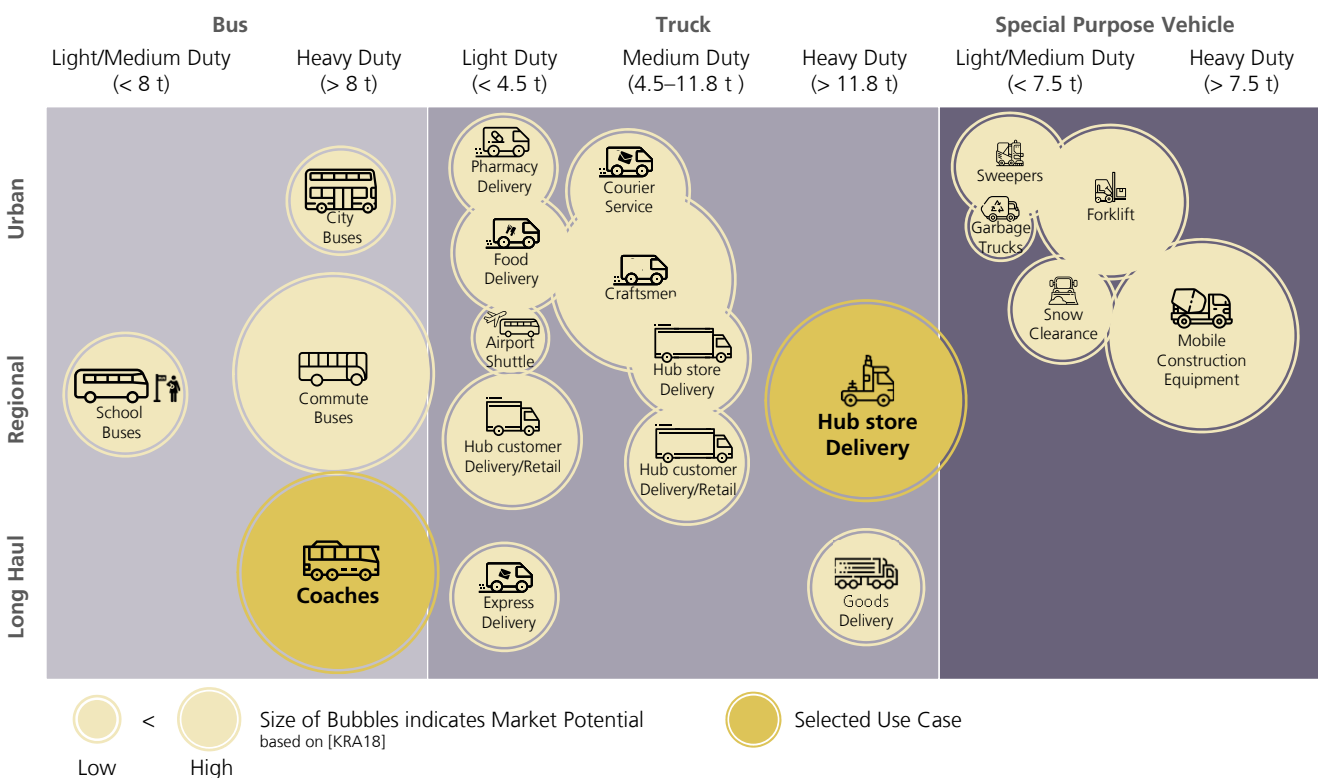 Bus
Truck
Special Purpose Vehicle
Light/Medium Duty
(< 8 t)
Heavy Duty
(> 8 t)
Light Duty
(< 4.5 t)
Medium Duty
(4.5–11.8 t )
Heavy Duty
(> 11.8 t)
Light/Medium Duty
(< 7.5 t)
Heavy Duty
(> 7.5 t)
Urban
City
Buses
Pharmacy
Delivery
Courier
Service
Food
Delivery
Craftsmen
Sweepers
Forklift
Garbage
Trucks
Regional
School
Buses
Commute
Buses
Airport
Shuttle
Hub store
Delivery
Hub customer
Delivery/Retail
Hub customer
Delivery/Retail
Hub store
Delivery
Snow
Clearance
Mobile
Construction
Equipment
Long Haul
Coaches
Express
Delivery
Goods
Delivery
<
Size of Bubbles indicates Market Potential
based on [KRA18]
Selected Use Case
Low
High